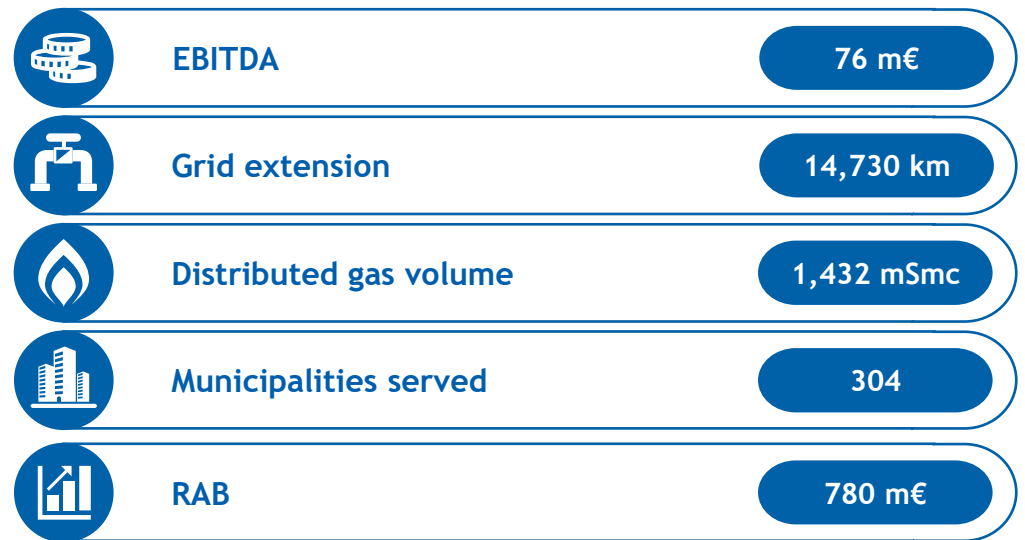 EBITDA 76 m€
Grid extension 14,730 km
Distributed gas volume 1,432 mSmc
Municipalities served 304
RAB 780 m€